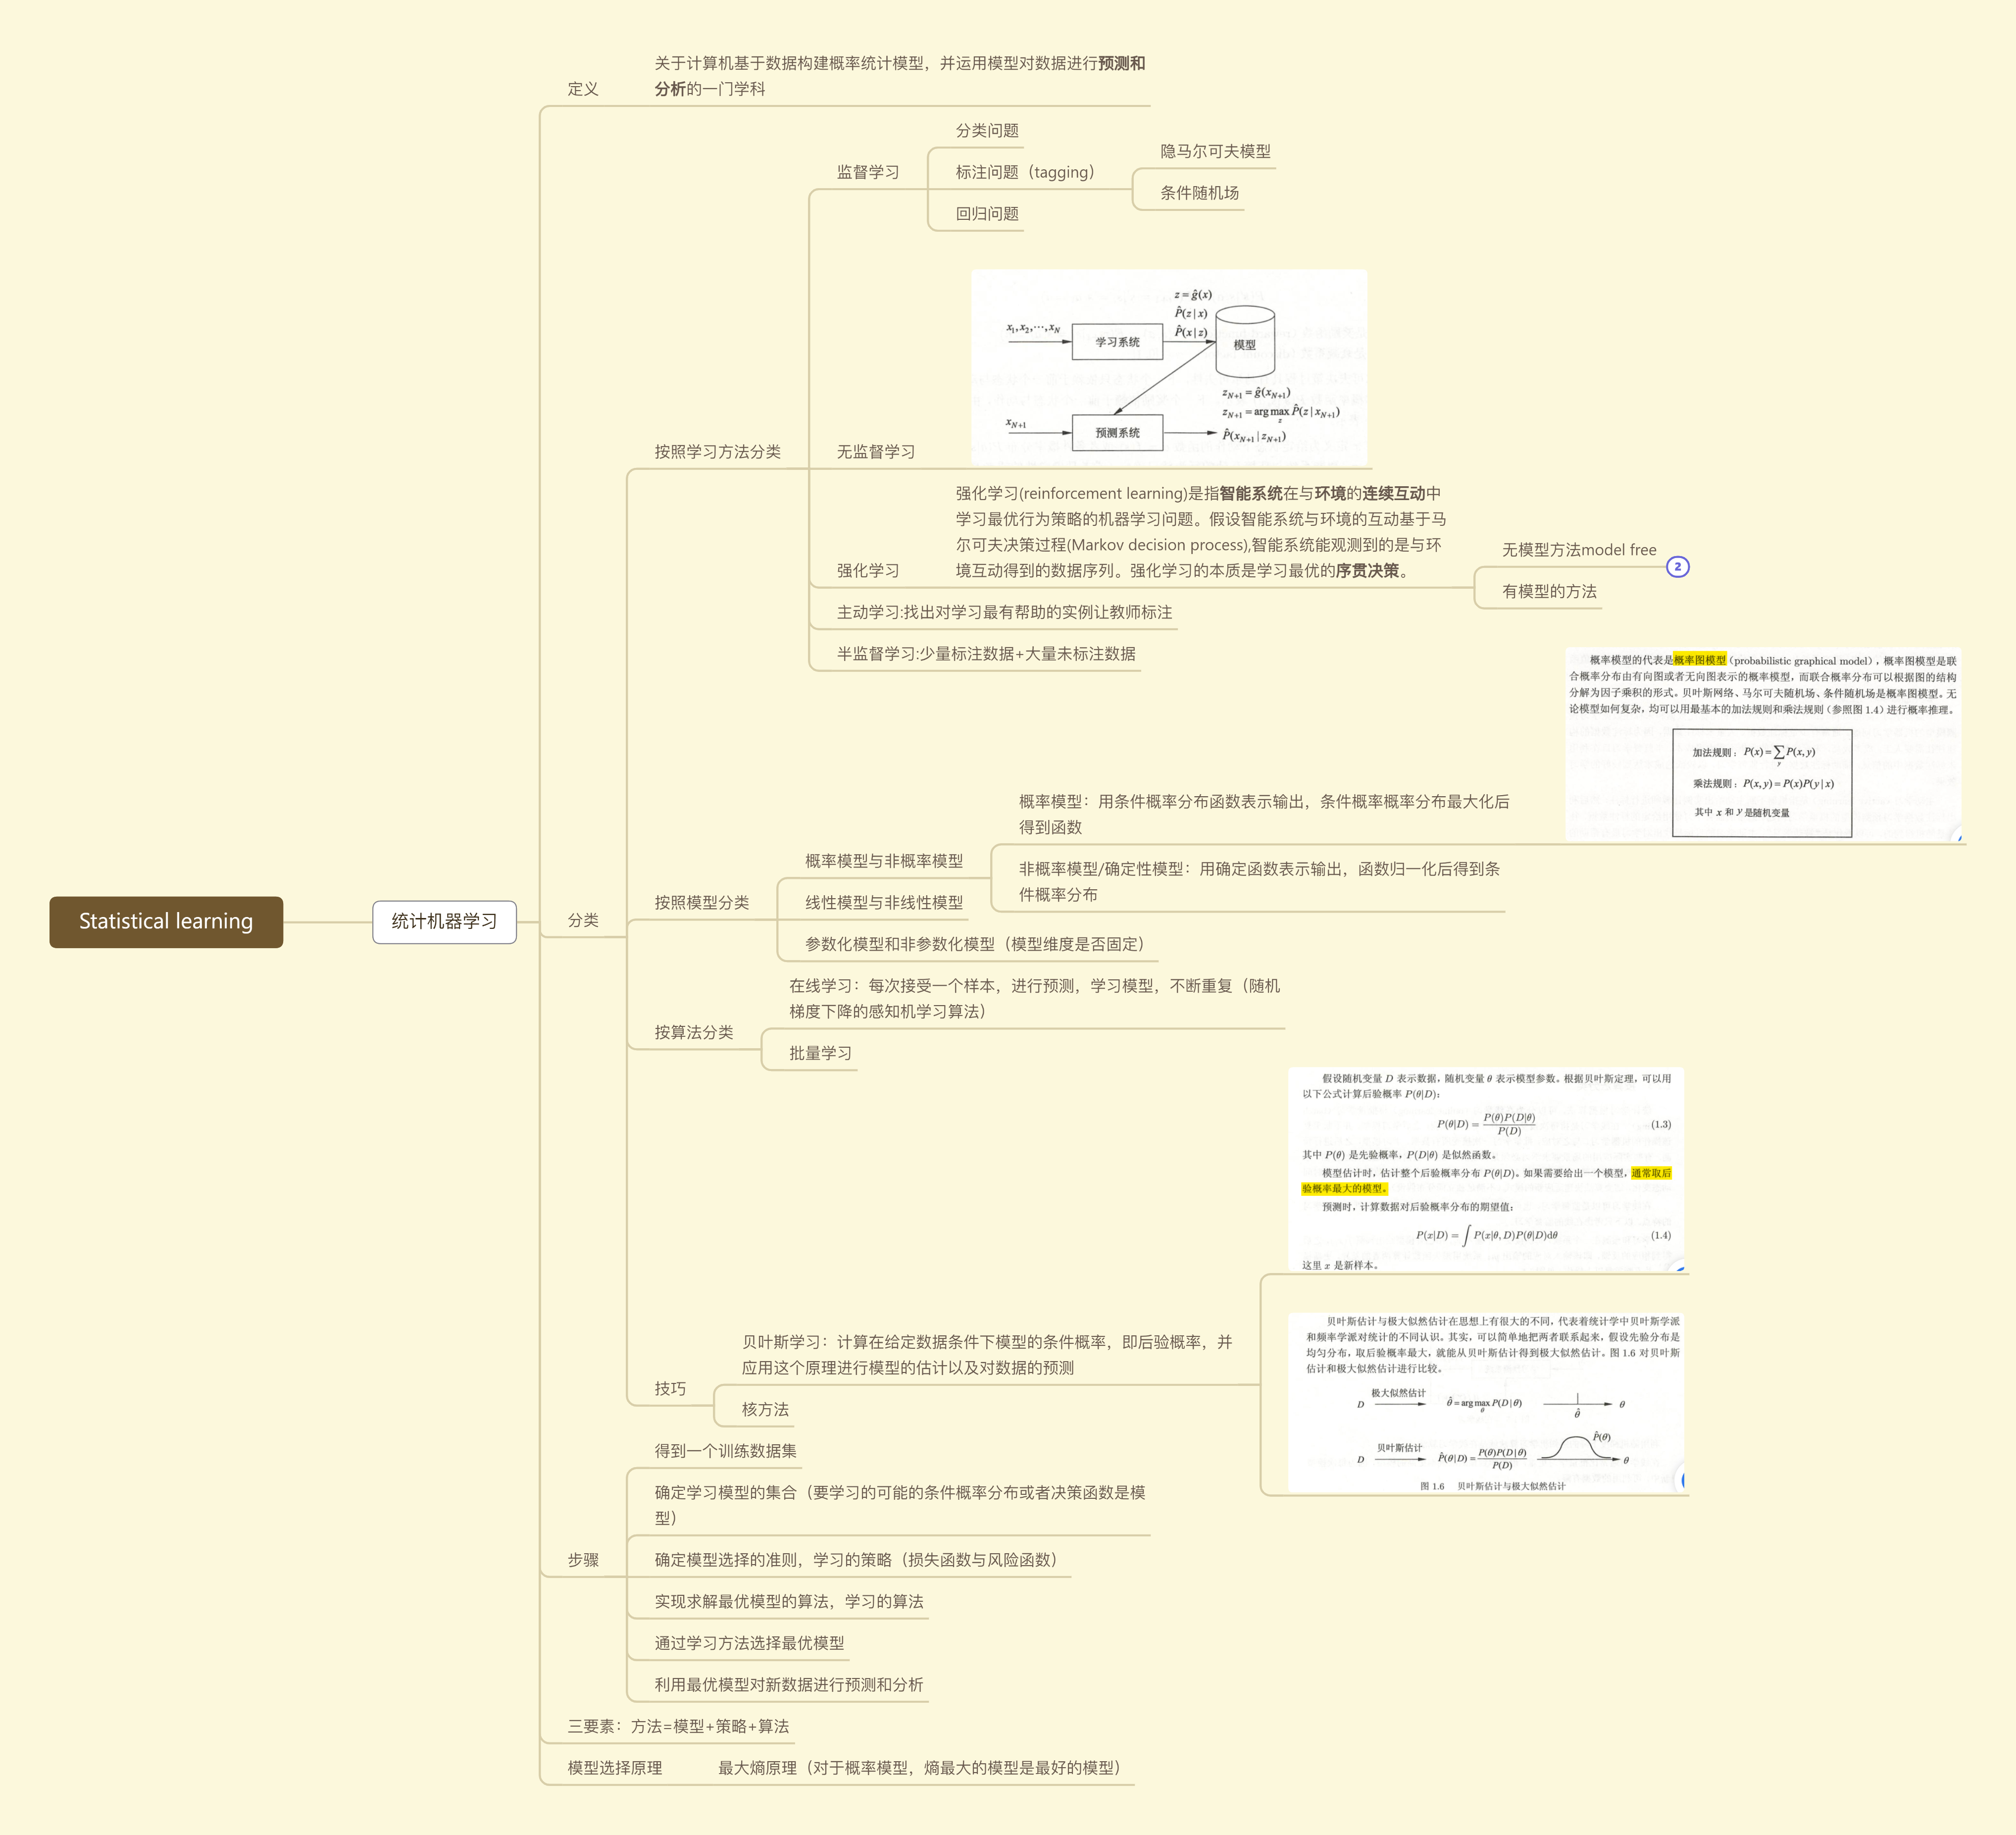 Statistical learning
统计机器学习
定义
关于计算机基于数据构建概率统计模型，并运用模型对数据进行预测和
分析的一门学科
分类
按照学习方法分类
监督学习
分类问题
标注问题（tagging）
隐马尔可夫模型
条件随机场
回归问题
无监督学习
z = ĝ(x)
P̂(z|x)
P̂(x|z)
x₁, x₂, ⋯, x_N
学习系统
模型
z_{N+1} = ĝ(x_{N+1})
z_{N+1} = arg max_z P̂(z|x_{N+1})
x_{N+1}
预测系统
P̂(x_{N+1}|z_{N+1})
强化学习
强化学习(reinforcement learning)是指智能系统在与环境的连续互动中
学习最优行为策略的机器学习问题。假设智能系统与环境的互动基于马
尔可夫决策过程(Markov decision process),智能系统能观测到的是与环
境互动得到的数据序列。强化学习的本质是学习最优的序贯决策。
无模型方法model free
2
有模型的方法
主动学习:找出对学习最有帮助的实例让教师标注
半监督学习:少量标注数据+大量未标注数据
按照模型分类
概率模型与非概率模型
概率模型：用条件概率分布函数表示输出，条件概率概率分布最大化后
得到函数
概率模型的代表是概率图模型（probabilistic graphical model），概率图模型是联
合概率分布由有向图或者无向图表示的概率模型，而联合概率分布可以根据图的结构
分解为因子乘积的形式。贝叶斯网络、马尔可夫随机场、条件随机场是概率图模型。无
论模型如何复杂，均可以用最基本的加法规则和乘法规则（参照图 1.4）进行概率推理。
加法规则：P(x)=∑_y P(x,y)
乘法规则：P(x,y)=P(x)P(y|x)
其中 x 和 y 是随机变量
非概率模型/确定性模型：用确定函数表示输出，函数归一化后得到条
件概率分布
线性模型与非线性模型
参数化模型和非参数化模型（模型维度是否固定）
按算法分类
在线学习：每次接受一个样本，进行预测，学习模型，不断重复（随机
梯度下降的感知机学习算法）
批量学习
技巧
贝叶斯学习：计算在给定数据条件下模型的条件概率，即后验概率，并
应用这个原理进行模型的估计以及对数据的预测
假设随机变量 D 表示数据，随机变量 θ 表示模型参数。根据贝叶斯定理，可以用
以下公式计算后验概率 P(θ|D)：
P(θ|D) = P(θ)P(D|θ) / P(D) (1.3)
其中 P(θ) 是先验概率，P(D|θ) 是似然函数。
模型估计时，估计整个后验概率分布 P(θ|D)。如果需要给出一个模型，通常取后
验概率最大的模型。
预测时，计算数据对后验概率分布的期望值：
P(x|D) = ∫ P(x|θ, D)P(θ|D)dθ (1.4)
这里 x 是新样本。
贝叶斯估计与极大似然估计在思想上有很大的不同，代表着统计学中贝叶斯学派
和频率学派对统计的不同认识。其实，可以简单地把两者联系起来，假设先验分布是
均匀分布，取后验概率最大，就能从贝叶斯估计得到极大似然估计。图 1.6 对贝叶斯
估计和极大似然估计进行比较。
极大似然估计
D θ̂ = arg max_θ P(D|θ) θ
θ̂
贝叶斯估计
P̂(θ)
D P̂(θ|D) = P(θ)P(D|θ) / P(D) θ
图 1.6 贝叶斯估计与极大似然估计
核方法
步骤
得到一个训练数据集
确定学习模型的集合（要学习的可能的条件概率分布或者决策函数是模
型）
确定模型选择的准则，学习的策略（损失函数与风险函数）
实现求解最优模型的算法，学习的算法
通过学习方法选择最优模型
利用最优模型对新数据进行预测和分析
三要素：方法=模型+策略+算法
模型选择原理
最大熵原理（对于概率模型，熵最大的模型是最好的模型）